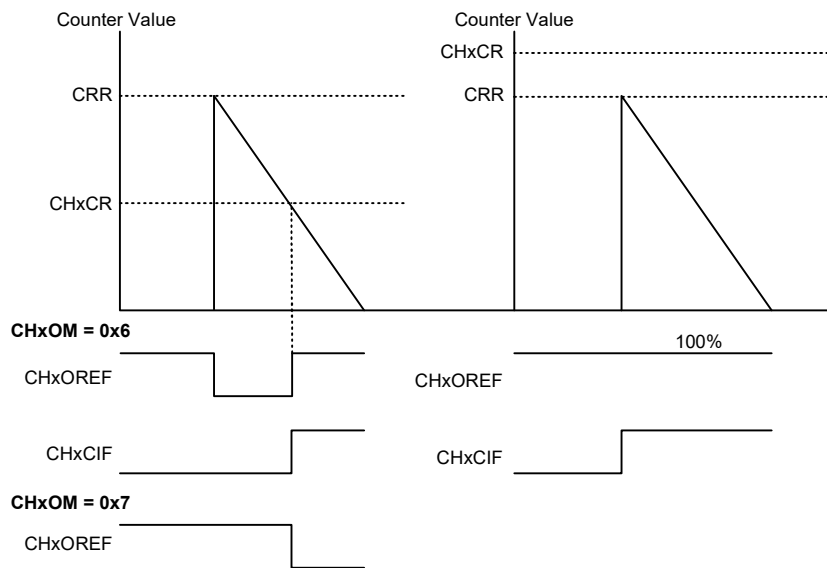 Counter Value
CRR
CHxCR
CHxOM = 0x6
CHxOREF
CHxCIF
CHxOM = 0x7
CHxOREF
Counter Value
CHxCR
CRR
100%
CHxOREF
CHxCIF